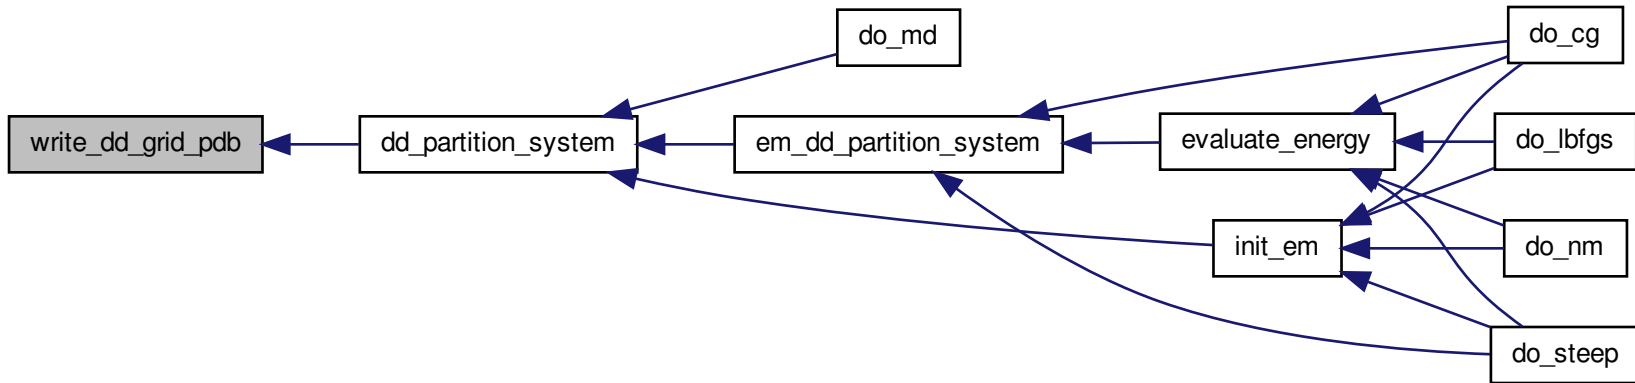 write_dd_grid_pdb
dd_partition_system
do_md
em_dd_partition_system
evaluate_energy
init_em
do_cg
do_lbfgs
do_nm
do_steep